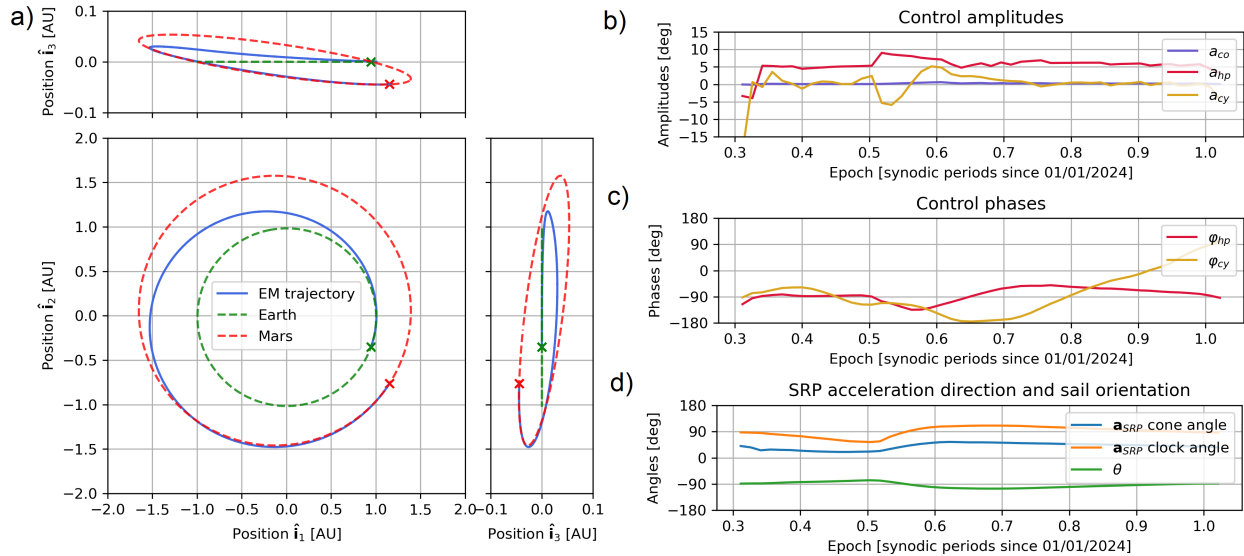 a)
Position î₃ [AU]
0.1
0.0
−0.1
Position î₂ [AU]
2.0
1.5
1.0
0.5
0.0
−0.5
−1.0
−1.5
−2.0
EM trajectory
Earth
Mars
−2.0 −1.5 −1.0 −0.5 0.0 0.5 1.0 1.5 2.0
Position î₁ [AU]
−0.1 0.0 0.1
Position î₃ [AU]
b)
Control amplitudes
Amplitudes [deg]
15
10
5
0
−5
−10
−15
a_co
a_hp
a_cy
0.3 0.4 0.5 0.6 0.7 0.8 0.9 1.0
Epoch [synodic periods since 01/01/2024]
c)
Control phases
Phases [deg]
180
90
0
−90
−180
φ_hp
φ_cy
0.3 0.4 0.5 0.6 0.7 0.8 0.9 1.0
Epoch [synodic periods since 01/01/2024]
d)
SRP acceleration direction and sail orientation
Angles [deg]
180
90
0
−90
−180
a_SRP cone angle
a_SRP clock angle
θ
0.3 0.4 0.5 0.6 0.7 0.8 0.9 1.0
Epoch [synodic periods since 01/01/2024]